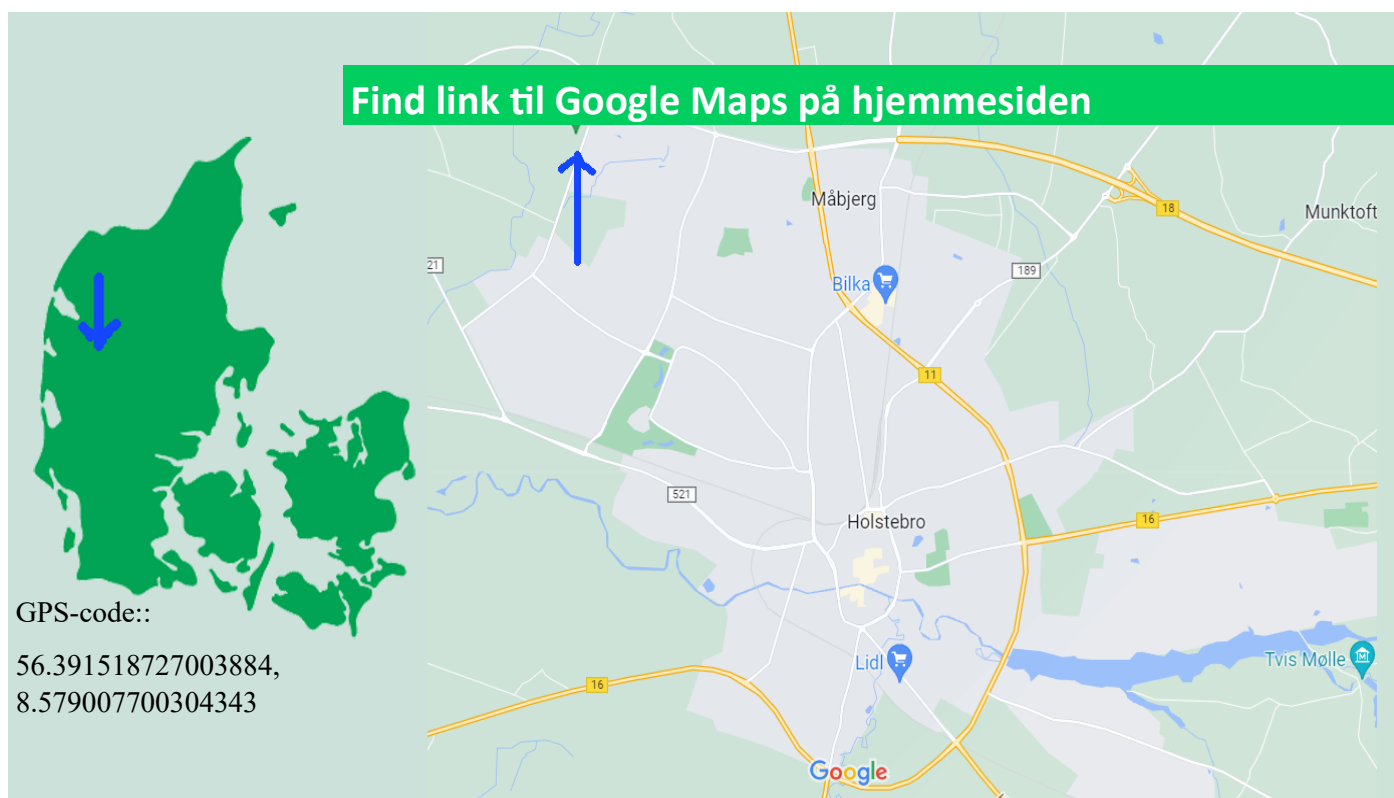 Find link til Google Maps på hjemmesiden
Måbjerg
18
Munktoft
21
189
Bilka
11
521
Holstebro
16
GPS-code::
56.391518727003884,
8.579007700304343
Lidl
Tvis Mølle
16
Google